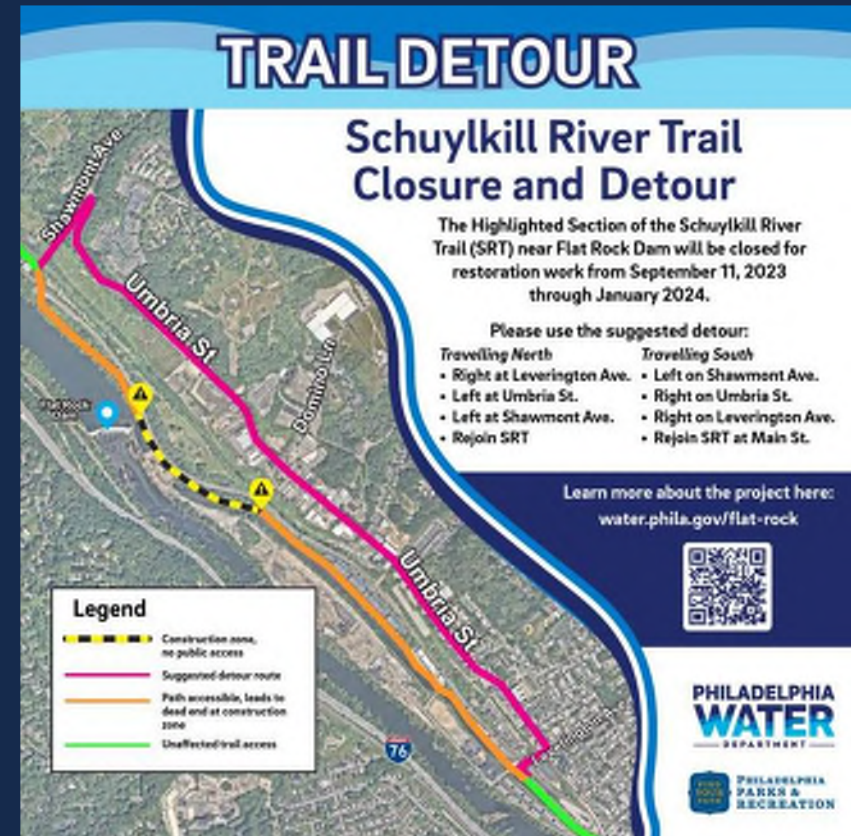 TRAIL DETOUR
Schuylkill River Trail
Closure and Detour
The Highlighted Section of the Schuylkill River
Trail (SRT) near Flat Rock Dam will be closed for
restoration work from September 11, 2023
through January 2024.
Please use the suggested detour:
Travelling North
• Right at Leverington Ave.
• Left at Umbria St.
• Left at Shawmont Ave.
• Rejoin SRT
Travelling South
• Left on Shawmont Ave.
• Right on Umbria St.
• Right on Leverington Ave.
• Rejoin SRT at Main St.
Learn more about the project here:
water.phila.gov/flat-rock
Shawmont Ave
Umbria St
Domino Ln
Flat Rock
Dam
Umbria St
76
Legend
Construction zone,
no public access
Suggested detour route
Path accessible, leads to
dead end at construction
zone
Unaffected trail access
PHILADELPHIA
WATER
DEPARTMENT
PHILADELPHIA
PARKS &
RECREATION